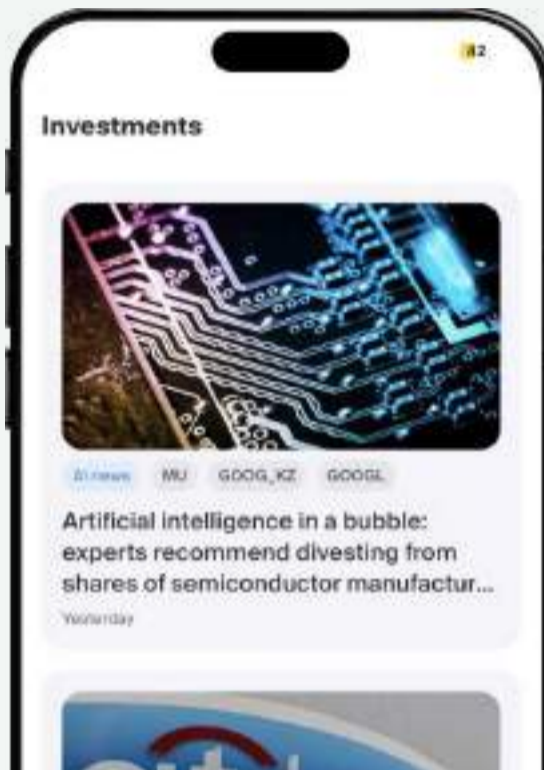 82
Investments
AI news MU GOOG_KZ GOOGL
Artificial intelligence in a bubble:
experts recommend divesting from
shares of semiconductor manufactur...
Yesterday